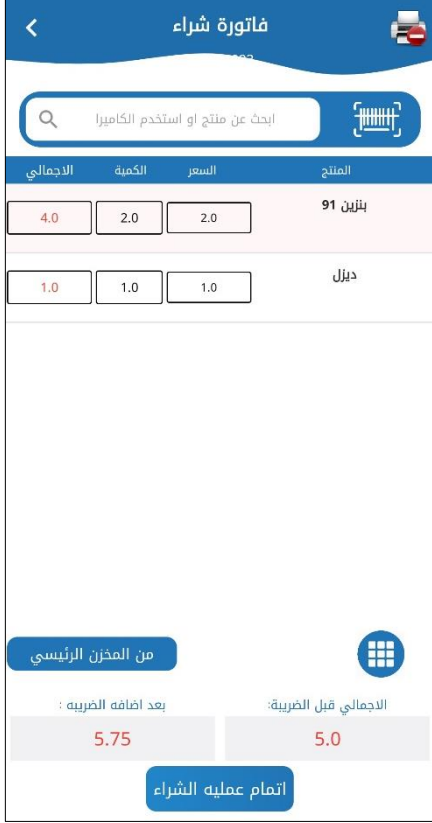 فاتورة شراء
ابحث عن منتج او استخدم الكاميرا
المنتج السعر الكمية الاجمالي
بنزين 91 2.0 2.0 4.0
ديزل 1.0 1.0 1.0
من المخزن الرئيسي
الاجمالي قبل الضريبة: بعد اضافه الضريبه :
5.0 5.75
اتمام عمليه الشراء